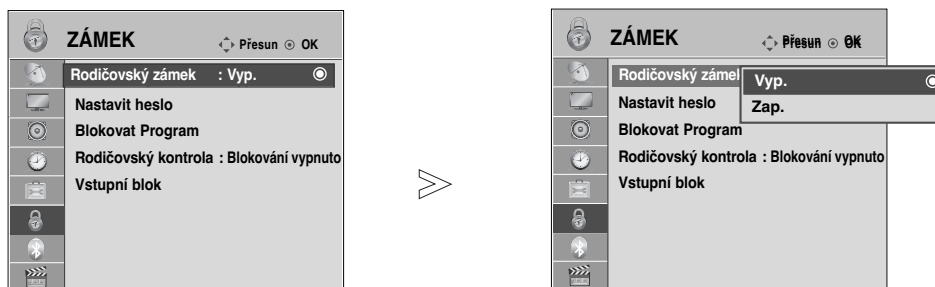 ZÁMEK
Přesun OK
Rodičovský zámek : Vyp.
Nastavit heslo
Blokovat Program
Rodičovský kontrola : Blokování vypnuto
Vstupní blok
ZÁMEK
Přesun OK
Rodičovský zámek
Vyp.
Zap.
Nastavit heslo
Blokovat Program
Rodičovský kontrola : Blokování vypnuto
Vstupní blok